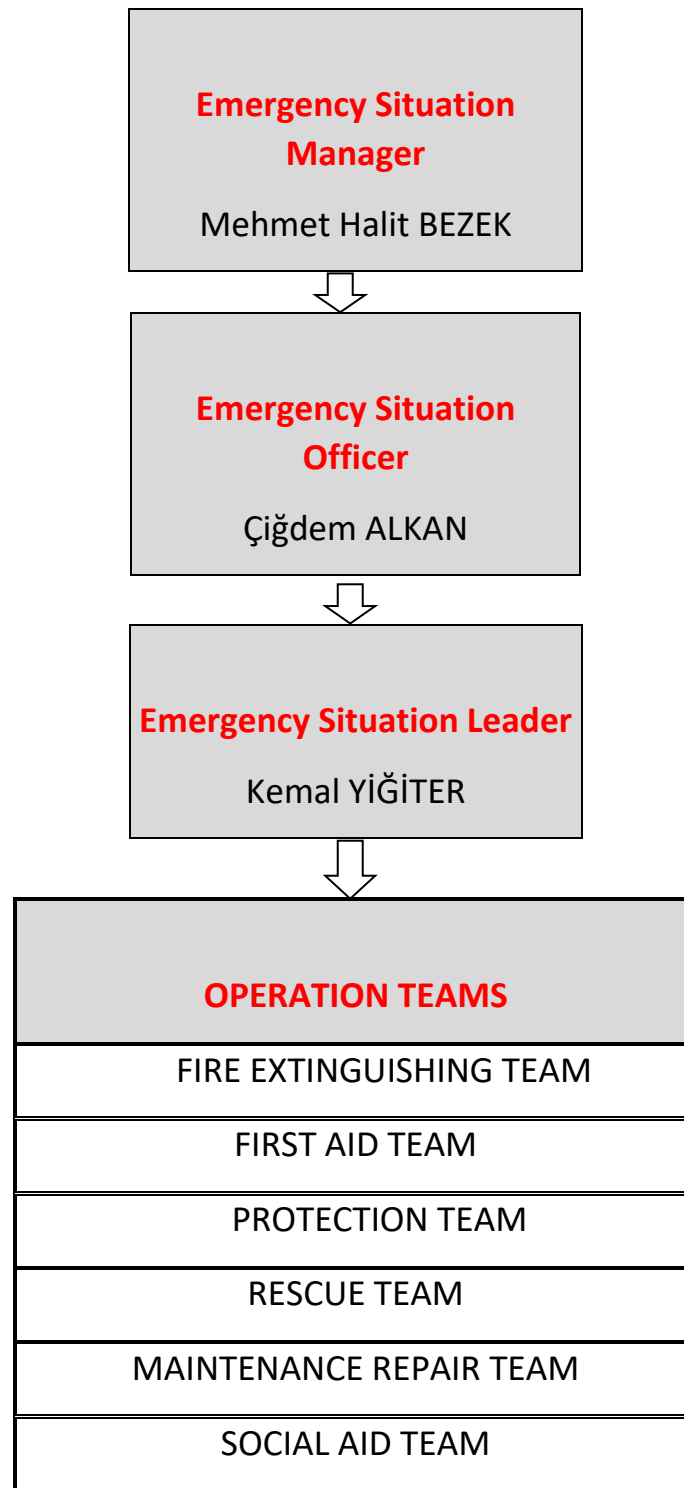 Emergency Situation
Manager
Mehmet Halit BEZEK
Emergency Situation
Officer
Çiğdem ALKAN
Emergency Situation Leader
Kemal YİĞİTER
OPERATION TEAMS
FIRE EXTINGUISHING TEAM
FIRST AID TEAM
PROTECTION TEAM
RESCUE TEAM
MAINTENANCE REPAIR TEAM
SOCIAL AID TEAM